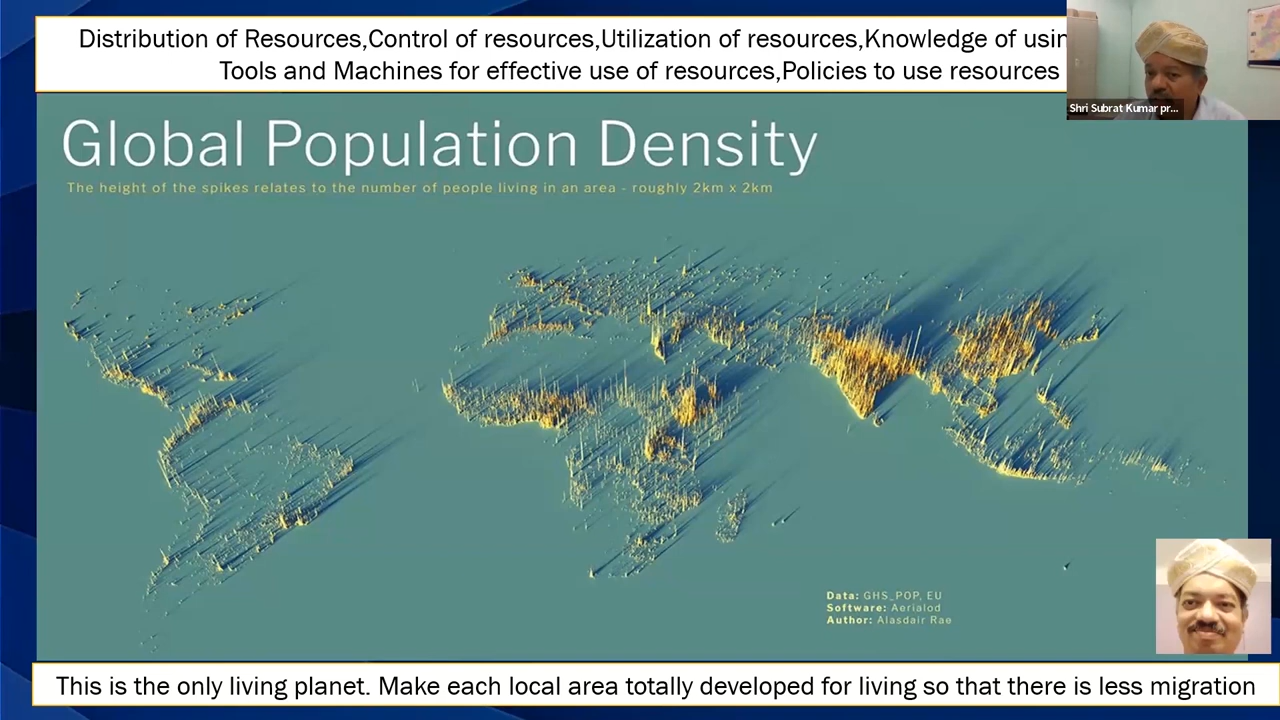 Distribution of Resources,Control of resources,Utilization of resources,Knowledge of
Tools and Machines for effective use of resources,Policies to use resources
Shri Subrat Kumar pr...
Global Population Density
The height of the spikes relates to the number of people living in an area - roughly 2km x 2km
Data: GHS_POP, EU
Software: Aerialod
Author: Alasdair Rae
This is the only living planet. Make each local area totally developed for living so that there is less migration